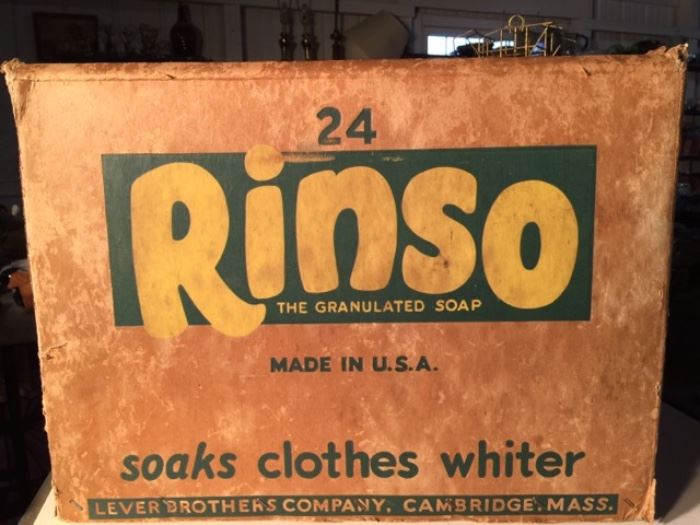 24
Rinso
THE GRANULATED SOAP
MADE IN U.S.A.
soaks clothes whiter
LEVER BROTHERS COMPANY, CAMBRIDGE, MASS.